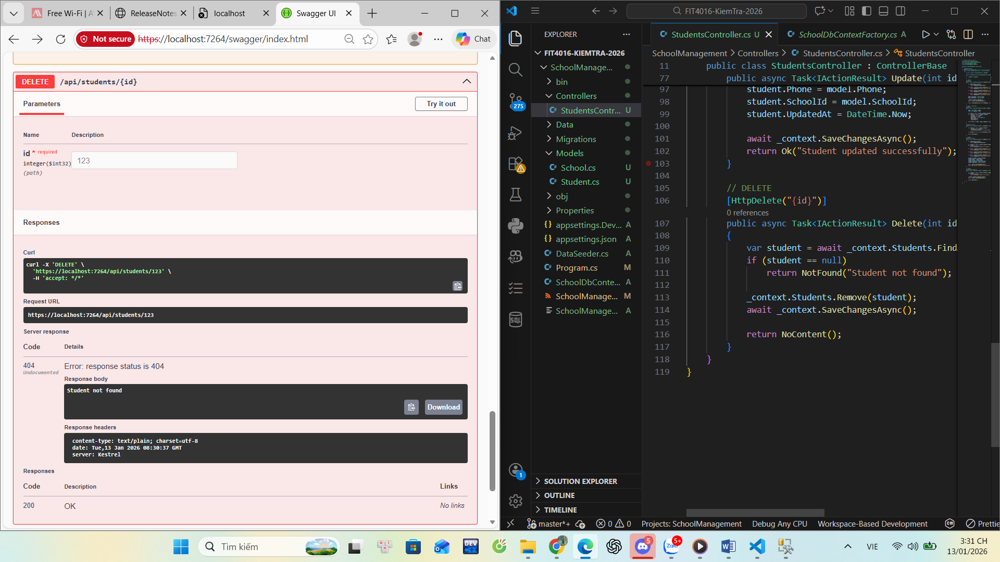 Free Wi-Fi | A
ReleaseNotes
localhost
Swagger UI
Not secure https://localhost:7264/swagger/index.html
Chat
DELETE /api/students/{id}
Parameters
Try it out
Name Description
id * required
integer($int32)
(path)
123
Responses
Curl
curl -X 'DELETE' \
'https://localhost:7264/api/students/123' \
-H 'accept: */*'
Request URL
https://localhost:7264/api/students/123
Server response
Code Details
404
Undocumented
Error: response status is 404
Response body
Student not found
Download
Response headers
content-type: text/plain; charset=utf-8
date: Tue,13 Jan 2026 08:30:37 GMT
server: Kestrel
Responses
Code Description Links
200 OK No links
FIT4016-KiemTra-2026
EXPLORER
FIT4016-KIEMTRA-2026
SchoolManage...
bin
Controllers
StudentsContr... U
Data
Migrations
Models
School.cs U
Student.cs U
obj
Properties
appsettings.Dev... A
appsettings.json A
DataSeeder.cs A
Program.cs M
SchoolDbConte... A
SchoolManage... M
SchoolManage... A
SOLUTION EXPLORER
OUTLINE
TIMELINE
275
1
StudentsController.cs U
SchoolDbContextFactory.cs A
SchoolManagement > Controllers > StudentsController.cs > StudentsController
11 public class StudentsController : ControllerBase
77 public async Task<IActionResult> Update(int id
97 student.Phone = model.Phone;
98 student.SchoolId = model.SchoolId;
99 student.UpdatedAt = DateTime.Now;
100
101 await _context.SaveChangesAsync();
102 return Ok("Student updated successfully");
103 }
104
105 // DELETE
106 [HttpDelete("{id}")]
0 references
107 public async Task<IActionResult> Delete(int id
108 {
109 var student = await _context.Students.Find
110 if (student == null)
111 return NotFound("Student not found");
112
113 _context.Students.Remove(student);
114 await _context.SaveChangesAsync();
115
116 return NoContent();
117 }
118 }
119 }
master*+ 0 0 Projects: SchoolManagement Debug Any CPU Workspace-Based Development Prettie
Tìm kiếm
DEV
C++
5
Zalo
5+
VIE
3:31 CH
13/01/2026